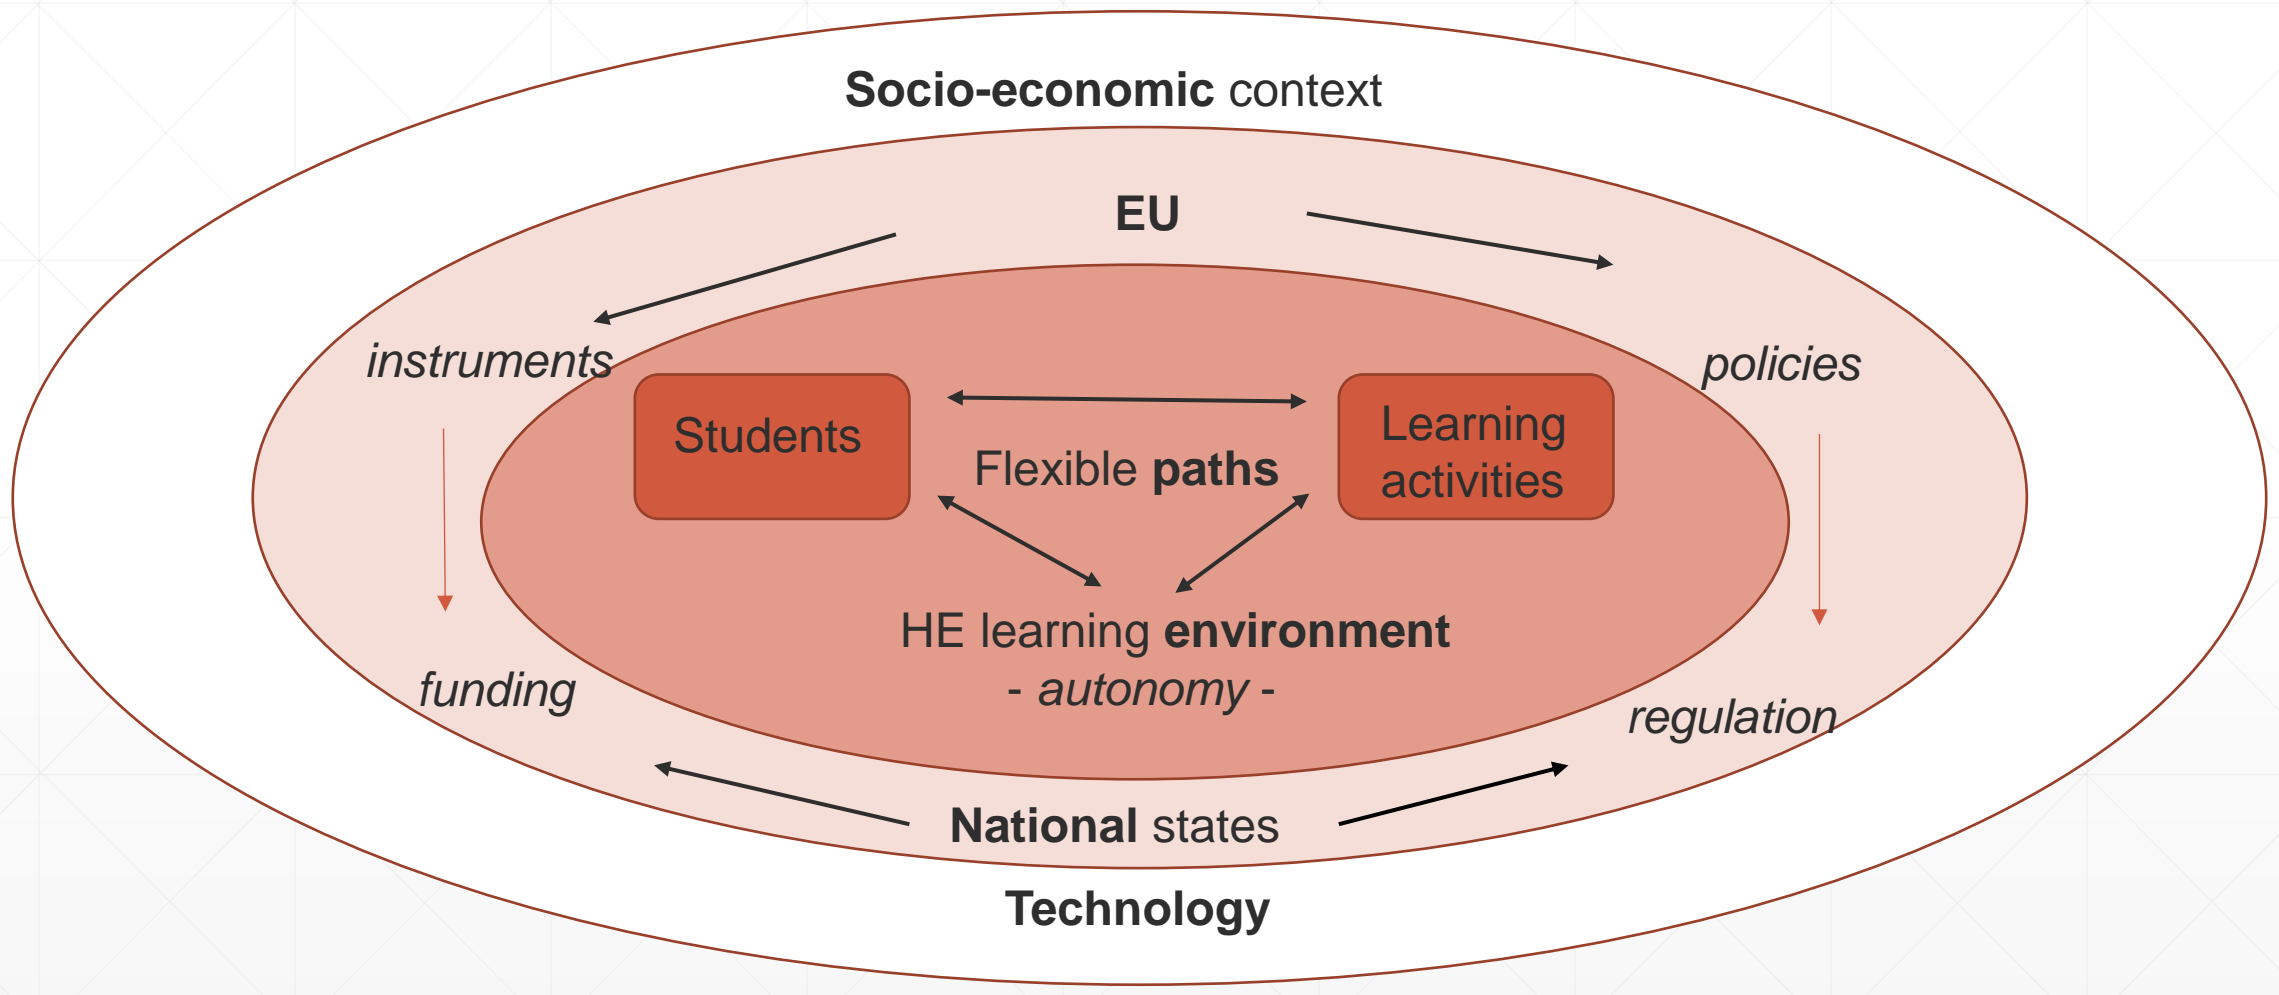 Socio-economic context
EU
instruments
policies
Students
Learning
activities
Flexible paths
HE learning environment
- autonomy -
funding
regulation
National states
Technology